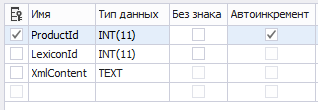 Имя Тип данных Без знака Автоинкремент
ProductId INT(11)
LexiconId INT(11)
XmlContent TEXT